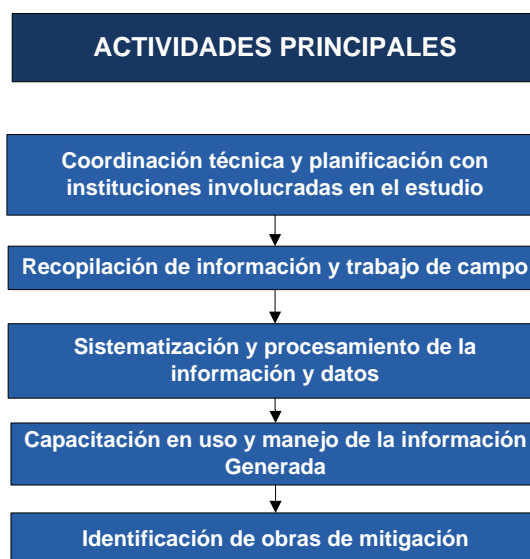 ACTIVIDADES PRINCIPALES
Coordinación técnica y planificación con
instituciones involucradas en el estudio
Recopilación de información y trabajo de campo
Sistematización y procesamiento de la
información y datos
Capacitación en uso y manejo de la información
Generada
Identificación de obras de mitigación